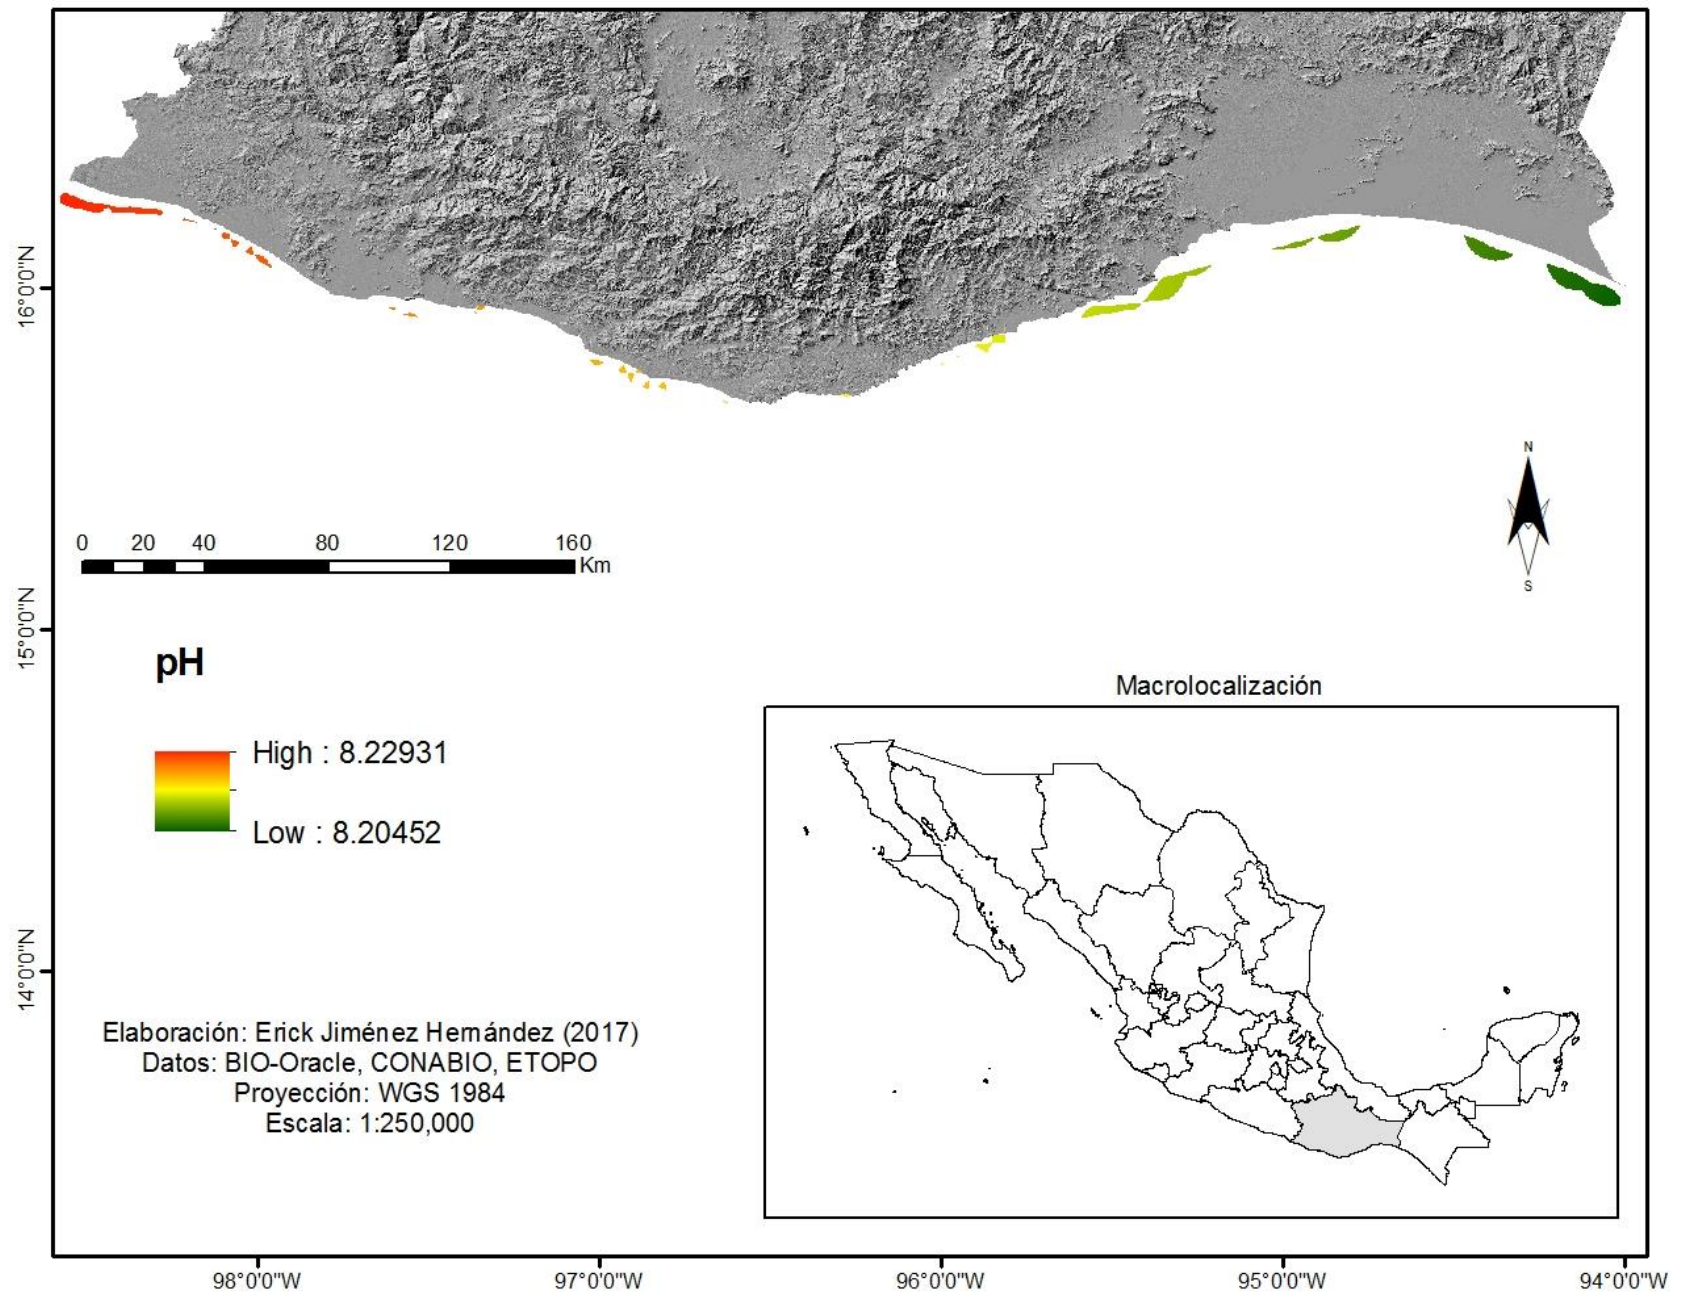 16°0'0"N
N
S
0 20 40 80 120 160
Km
15°0'0"N
pH
High : 8.22931
Low : 8.20452
Macrolocalización
14°0'0"N
Elaboración: Erick Jiménez Hernández (2017)
Datos: BIO-Oracle, CONABIO, ETOPO
Proyección: WGS 1984
Escala: 1:250,000
98°0'0"W 97°0'0"W 96°0'0"W 95°0'0"W 94°0'0"W